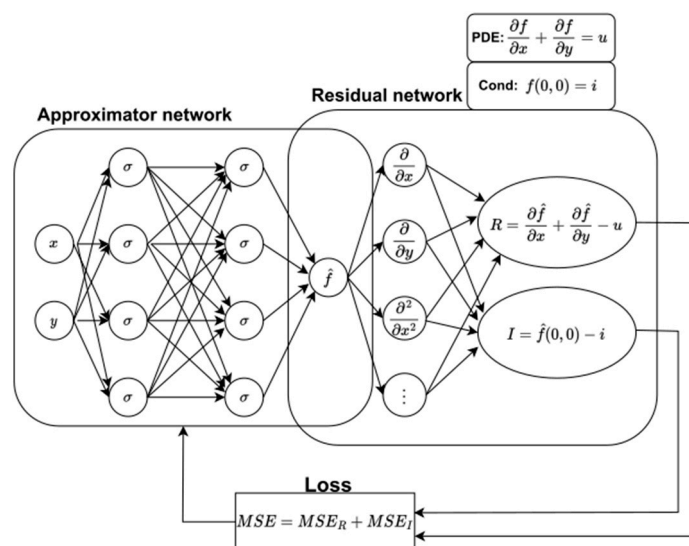 PDE: ∂f/∂x + ∂f/∂y = u
Cond: f(0,0) = i
Residual network
Approximator network
x
y
σ
σ
σ
σ
σ
σ
σ
σ
f̂
∂/∂x
∂/∂y
∂²/∂x²
⋮
R = ∂f̂/∂x + ∂f̂/∂y − u
I = f̂(0,0) − i
Loss
MSE = MSE_R + MSE_I